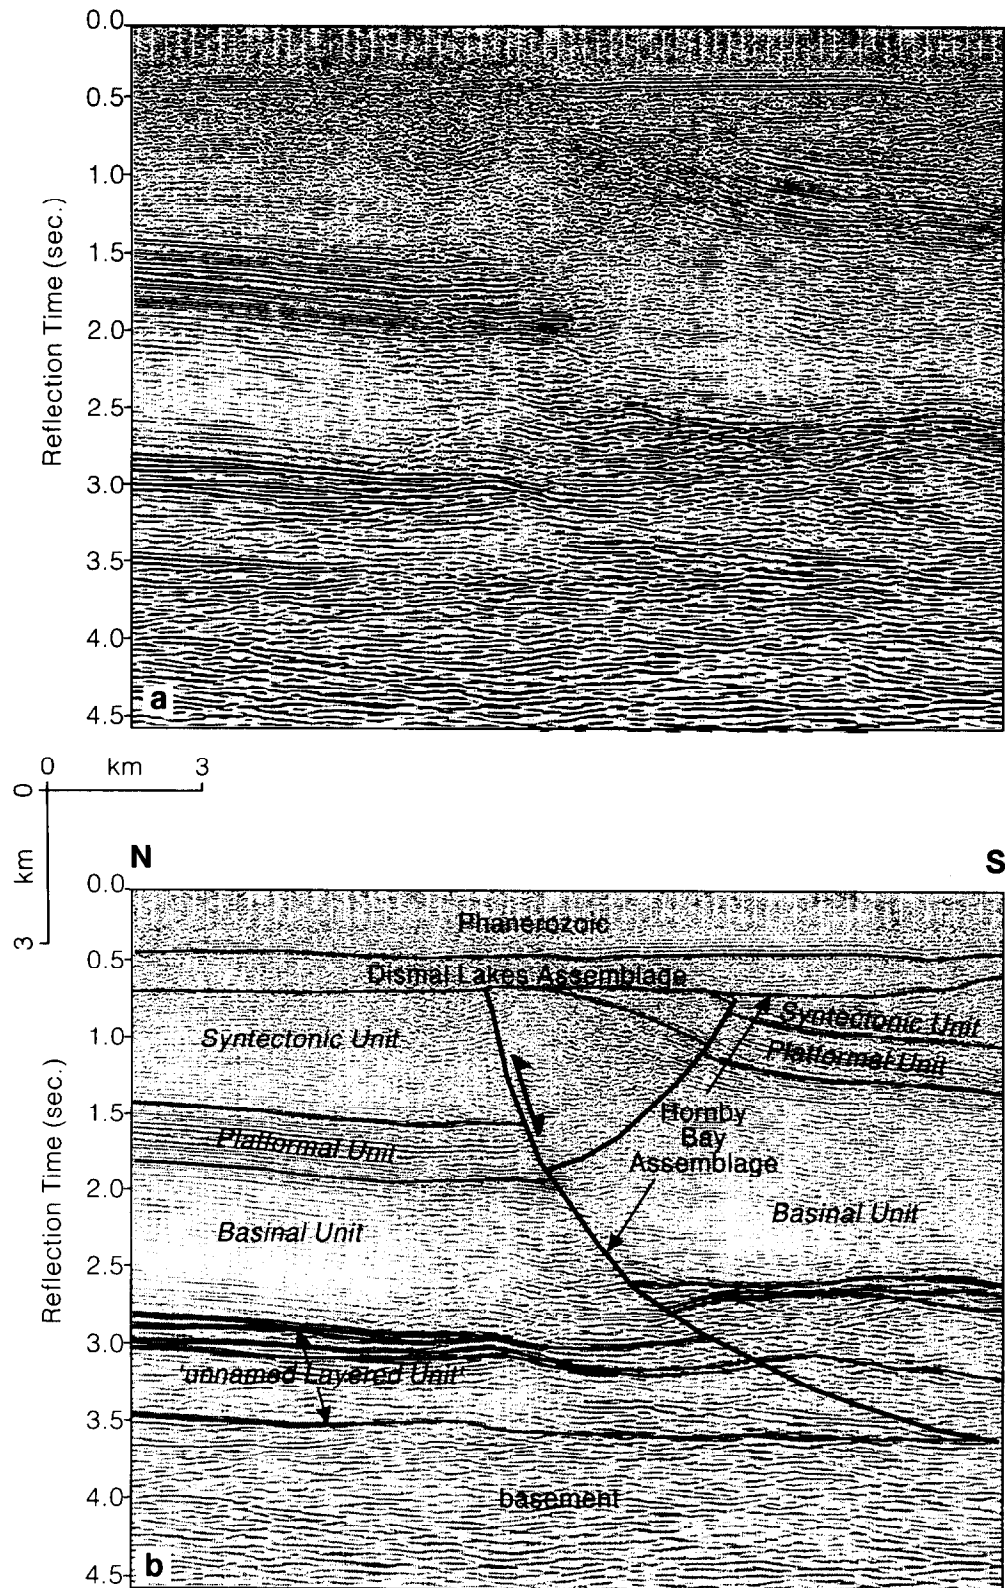 0.0
0.5
1.0
1.5
2.0
2.5
3.0
3.5
4.0
4.5
Reflection Time (sec.)
a
0 km 3
0
km
3
N
S
0.0
0.5
1.0
1.5
2.0
2.5
3.0
3.5
4.0
4.5
Reflection Time (sec.)
Phanerozoic
Dismal Lakes Assemblage
Syntectonic Unit
Syntectonic Unit
Platformal Unit
Hornby
Bay
Assemblage
Platformal Unit
Basinal Unit
Basinal Unit
'unnamed Layered Unit'
basement
b